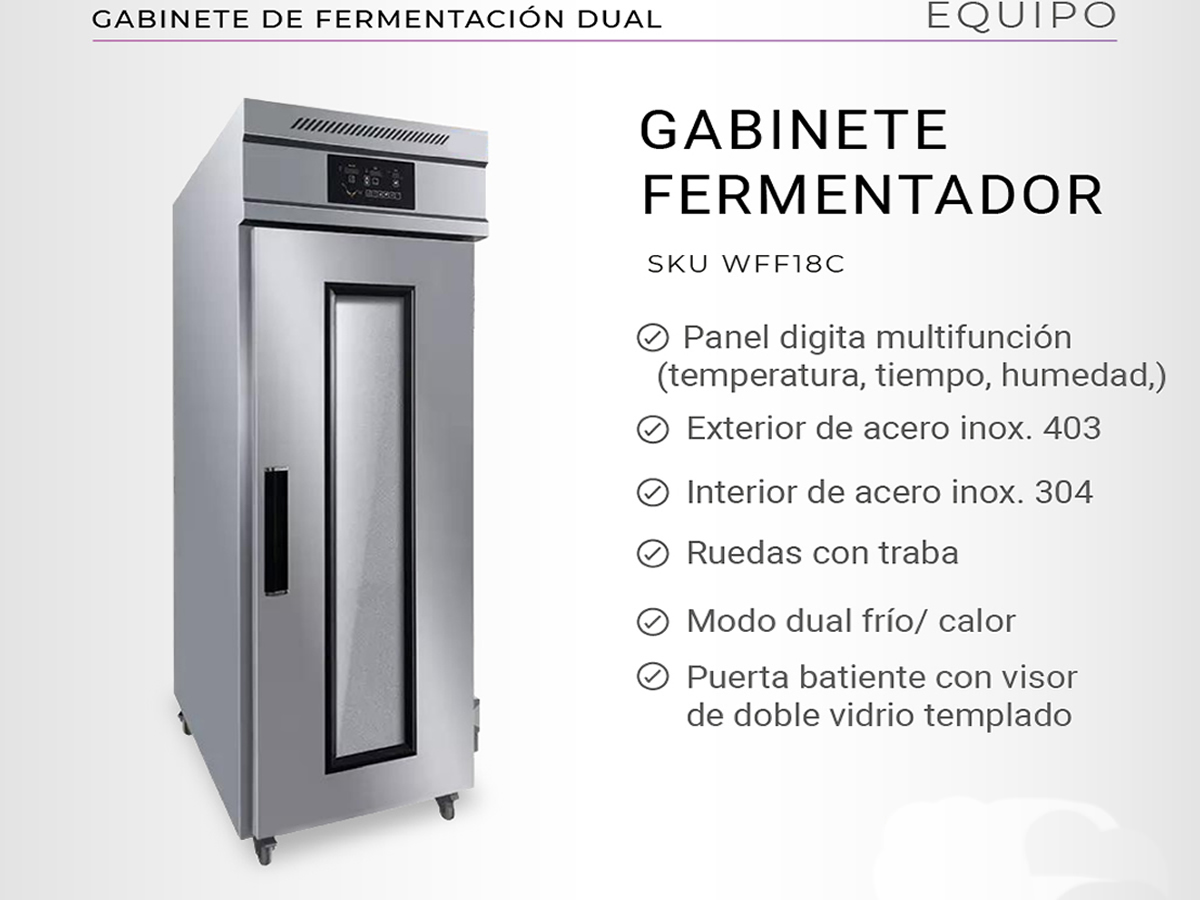 GABINETE DE FERMENTACIÓN DUAL
EQUIPO
GABINETE
FERMENTADOR
SKU WFF18C
Panel digita multifunción
(temperatura, tiempo, humedad,)
Exterior de acero inox. 403
Interior de acero inox. 304
Ruedas con traba
Modo dual frío/ calor
Puerta batiente con visor
de doble vidrio templado